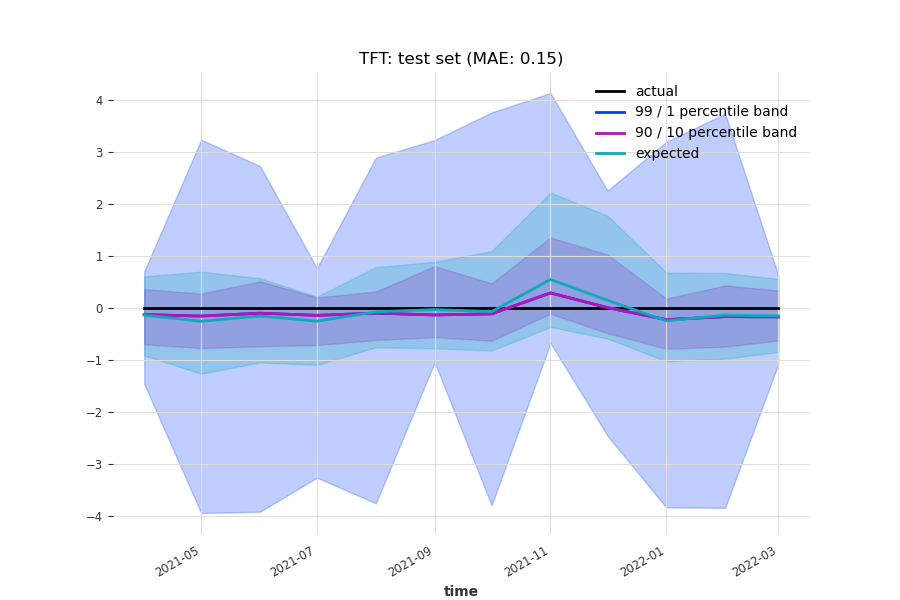 TFT: test set (MAE: 0.15)
actual
99 / 1 percentile band
90 / 10 percentile band
expected
4
3
2
1
0
−1
−2
−3
−4
2021-05
2021-07
2021-09
2021-11
2022-01
2022-03
time